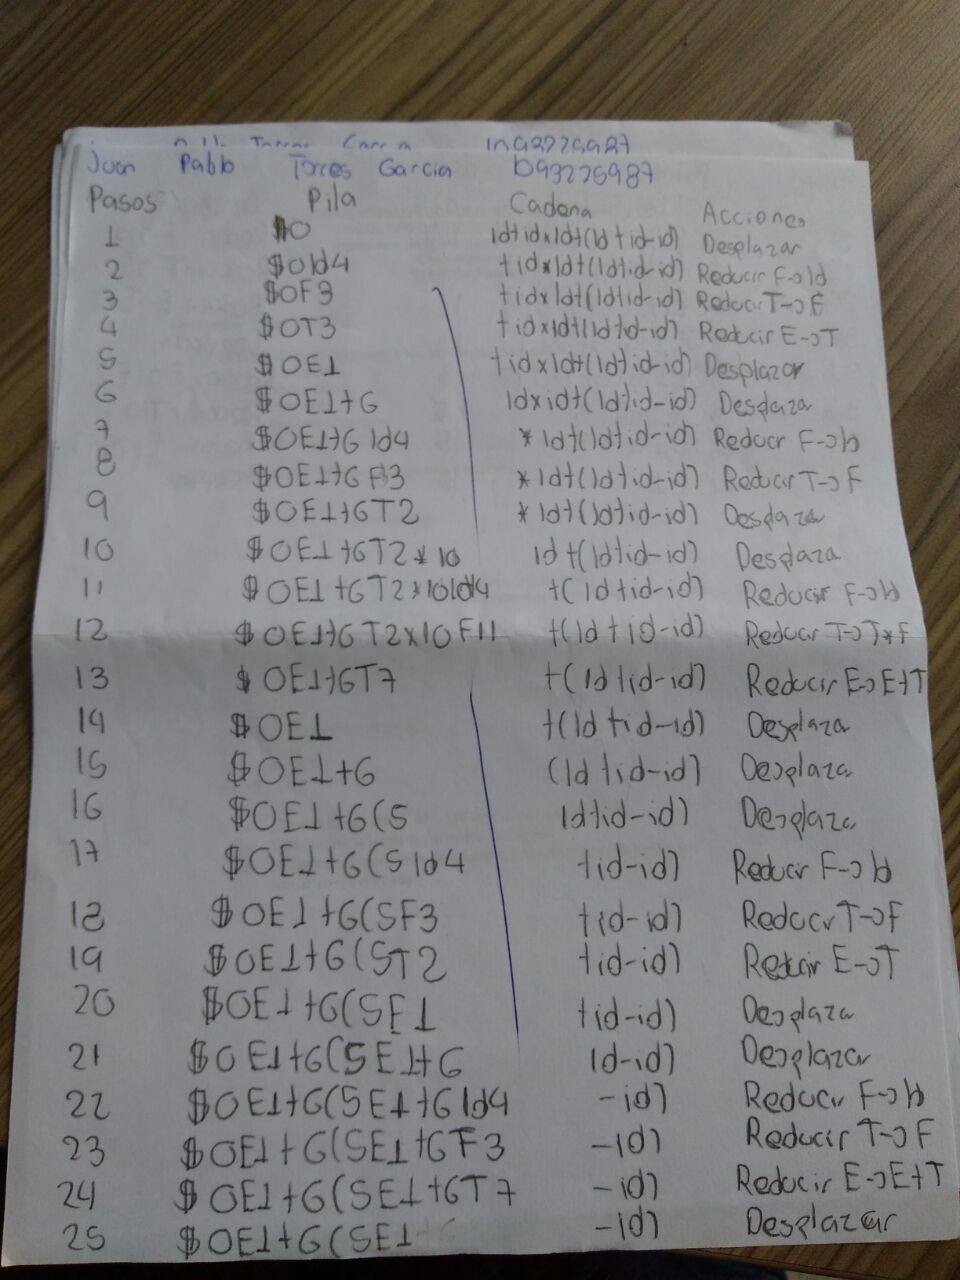 Juan Pablo Torres Garcia b93275987
Pasos Pila Cadena Acciones
1 $0 Id+id*Id+(Id+id-id) Desplazar
2 $0Id4 +id*Id+(Id+id-id) Reducir F->Id
3 $0F3 +id*Id+(Id+id-id) Reducir T->F
4 $0T3 +id*Id+(Id+id-id) Reducir E->T
5 $0E1 +id*Id+(Id+id-id) Desplazar
6 $0E1+6 Id*id+(Id+id-id) Desplaza
7 $0E1+6Id4 *Id+(Id+id-id) Reducir F->Id
8 $0E1+6F3 *Id+(Id+id-id) Reducir T->F
9 $0E1+6T2 *Id+(Id+id-id) Desplaza
10 $0E1+6T2*10 Id+(Id+id-id) Desplaza
11 $0E1+6T2*10Id4 +(Id+id-id) Reducir F->Id
12 $0E1+6T2*10F11 +(Id+id-id) Reducir T->T*F
13 $0E1+6T7 +(Id+id-id) Reducir E->E+T
14 $0E1 +(Id+id-id) Desplaza
15 $0E1+6 (Id+id-id) Desplaza
16 $0E1+6(5 Id+id-id) Desplaza
17 $0E1+6(5Id4 +id-id) Reducir F->Id
18 $0E1+6(5F3 +id-id) Reducir T->F
19 $0E1+6(5T2 +id-id) Reducir E->T
20 $0E1+6(5E1 +id-id) Desplaza
21 $0E1+6(5E1+6 Id-id) Desplazar
22 $0E1+6(5E1+6Id4 -id) Reducir F->Id
23 $0E1+6(5E1+6F3 -id) Reducir T->F
24 $0E1+6(5E1+6T7 -id) Reducir E->E+T
25 $0E1+6(5E1 -id) Desplazar